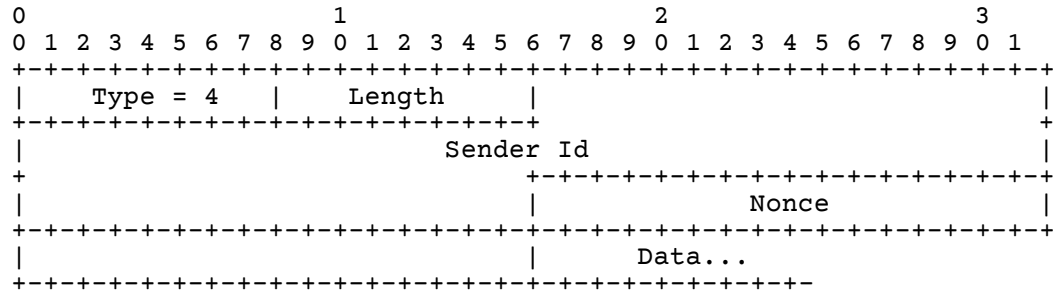 0                   1                   2                   3
0 1 2 3 4 5 6 7 8 9 0 1 2 3 4 5 6 7 8 9 0 1 2 3 4 5 6 7 8 9 0 1
+-+-+-+-+-+-+-+-+-+-+-+-+-+-+-+-+-+-+-+-+-+-+-+-+-+-+-+-+-+-+-+-+
|    Type = 4   |    Length     |                               |
+-+-+-+-+-+-+-+-+-+-+-+-+-+-+-+-+                               +
|                          Sender Id                            |
+                               +-+-+-+-+-+-+-+-+-+-+-+-+-+-+-+-+
|                               |             Nonce             |
+-+-+-+-+-+-+-+-+-+-+-+-+-+-+-+-+-+-+-+-+-+-+-+-+-+-+-+-+-+-+-+-+
|                               |      Data...
+-+-+-+-+-+-+-+-+-+-+-+-+-+-+-+-+-+-+-+-+-+-+-+-+-